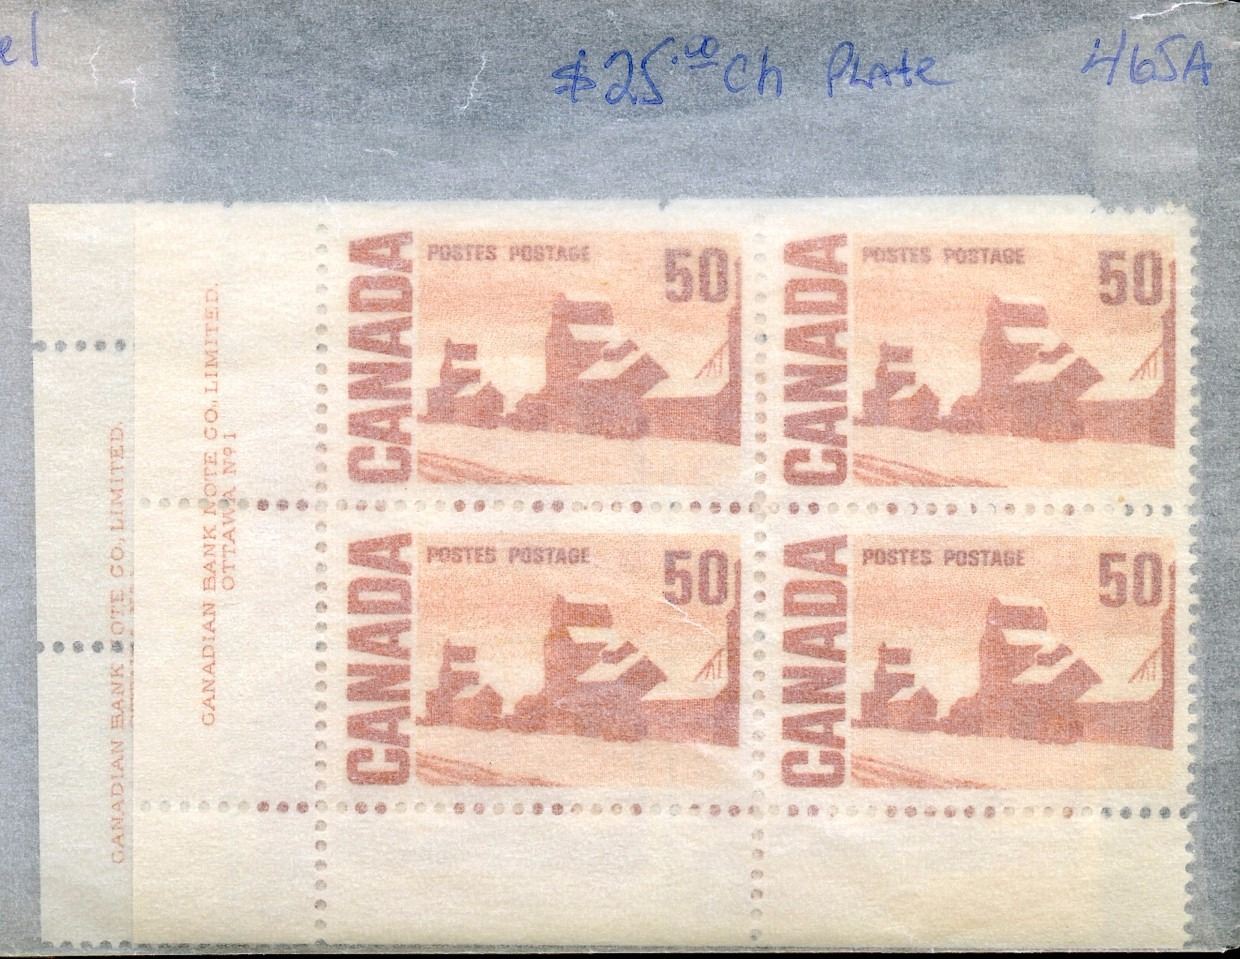 el
$25.00 Ch Plate 465A
CANADIAN BANK NOTE CO., LIMITED.
CANADIAN BANK NOTE CO., LIMITED.
OTTAWA Nº 1
CANADA
POSTES POSTAGE
50
CANADA
POSTES POSTAGE
50
CANADA
POSTES POSTAGE
50
CANADA
POSTES POSTAGE
50